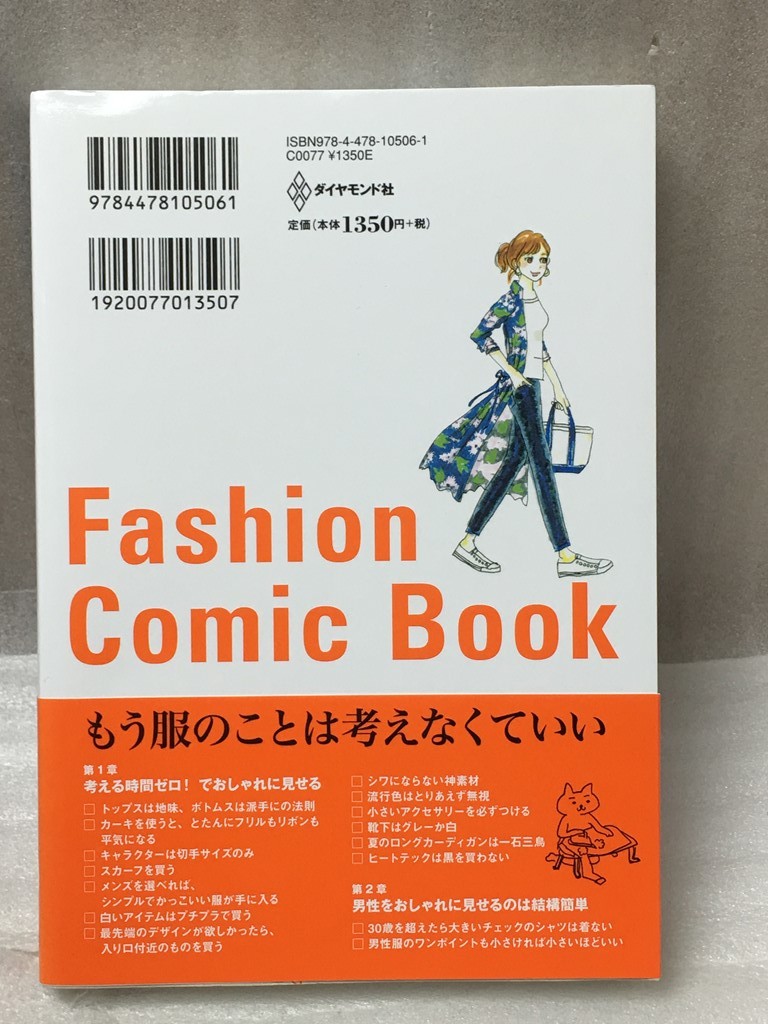 ISBN978-4-478-10506-1
C0077 ¥1350E
9784478105061
ダイヤモンド社
定価(本体1350円+税)
1920077013507
Fashion
Comic Book
もう服のことは考えなくていい
第1章
考える時間ゼロ! でおしゃれに見せる
□ トップスは地味、ボトムスは派手にの法則
□ カーキを使うと、とたんにフリルもリボンも
平気になる
□ キャラクターは切手サイズのみ
□ スカーフを買う
□ メンズを選べれば、
シンプルでかっこいい服が手に入る
□ 白いアイテムはプチプラで買う
□ 最先端のデザインが欲しかったら、
入り口付近のものを買う
□ シワにならない神素材
□ 流行色はとりあえず無視
□ 小さいアクセサリーを必ずつける
□ 靴下はグレーか白
□ 夏のロングカーディガンは一石三鳥
□ ヒートテックは黒を買わない
第2章
男性をおしゃれに見せるのは結構簡単
□ 30歳を超えたら大きいチェックのシャツは着ない
□ 男性服のワンポイントも小さければ小さいほどいい